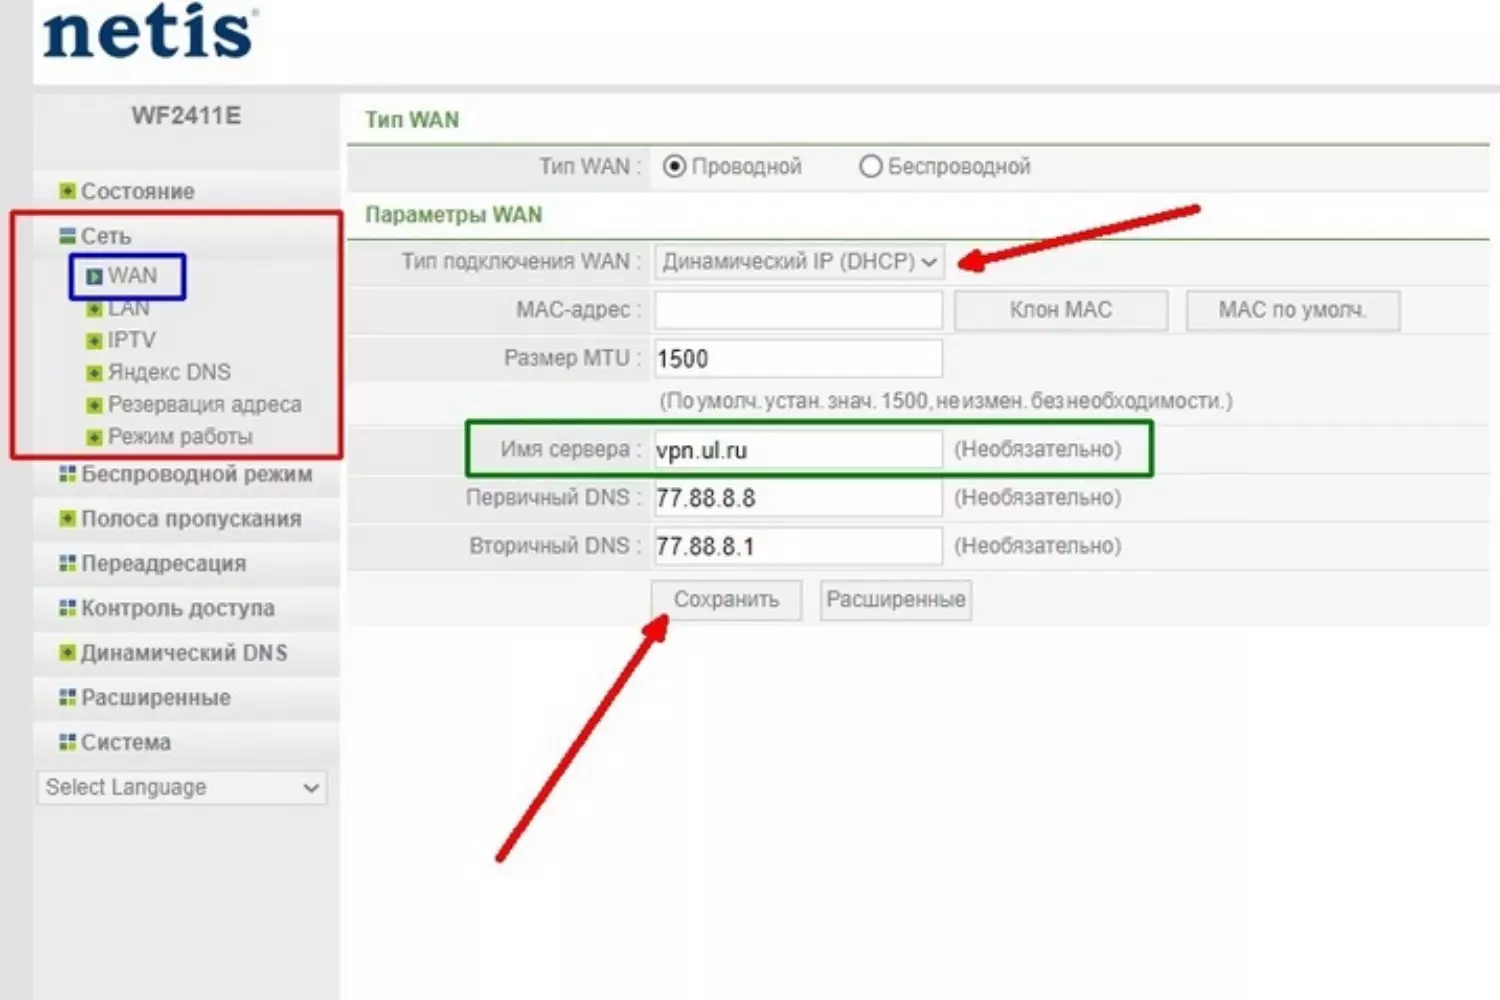 netis
WF2411E
Состояние
Сеть
WAN
LAN
IPTV
Яндекс DNS
Резервация адреса
Режим работы
Беспроводной режим
Полоса пропускания
Переадресация
Контроль доступа
Динамический DNS
Расширенные
Система
Select Language
Тип WAN
Тип WAN : Проводной Беспроводной
Параметры WAN
Тип подключения WAN : Динамический IP (DHCP)
MAC-адрес : Клон MAC MAC по умолч.
Размер MTU : 1500
(По умолч. устан. знач. 1500, не измен. без необходимости.)
Имя сервера : vpn.ul.ru (Необязательно)
Первичный DNS : 77.88.8.8 (Необязательно)
Вторичный DNS : 77.88.8.1 (Необязательно)
Сохранить Расширенные